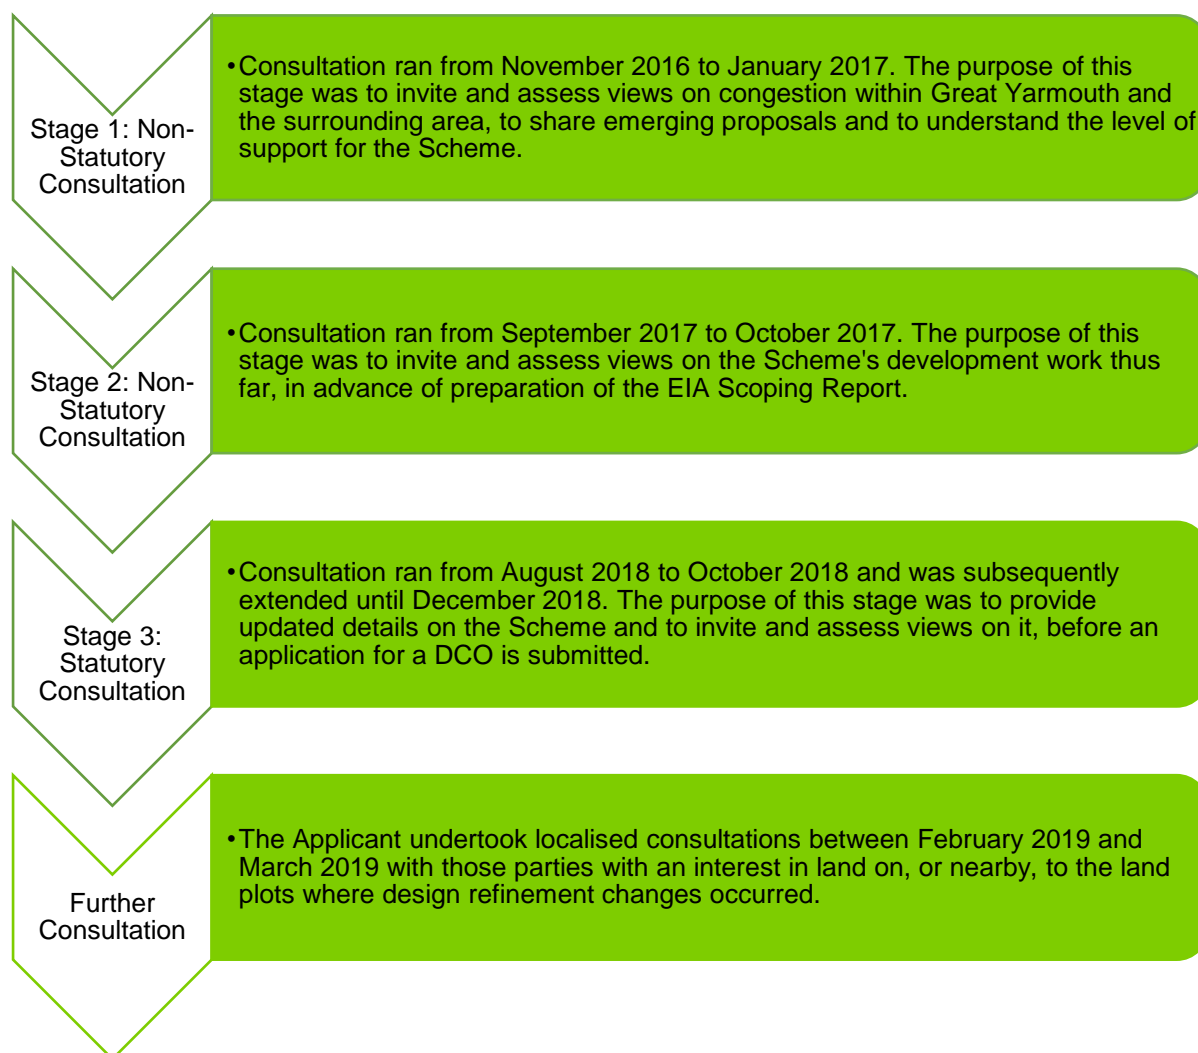 Stage 1: Non-
Statutory
Consultation
•Consultation ran from November 2016 to January 2017. The purpose of this
stage was to invite and assess views on congestion within Great Yarmouth and
the surrounding area, to share emerging proposals and to understand the level of
support for the Scheme.
Stage 2: Non-
Statutory
Consultation
•Consultation ran from September 2017 to October 2017. The purpose of this
stage was to invite and assess views on the Scheme's development work thus
far, in advance of preparation of the EIA Scoping Report.
Stage 3:
Statutory
Consultation
•Consultation ran from August 2018 to October 2018 and was subsequently
extended until December 2018. The purpose of this stage was to provide
updated details on the Scheme and to invite and assess views on it, before an
application for a DCO is submitted.
Further
Consultation
•The Applicant undertook localised consultations between February 2019 and
March 2019 with those parties with an interest in land on, or nearby, to the land
plots where design refinement changes occurred.